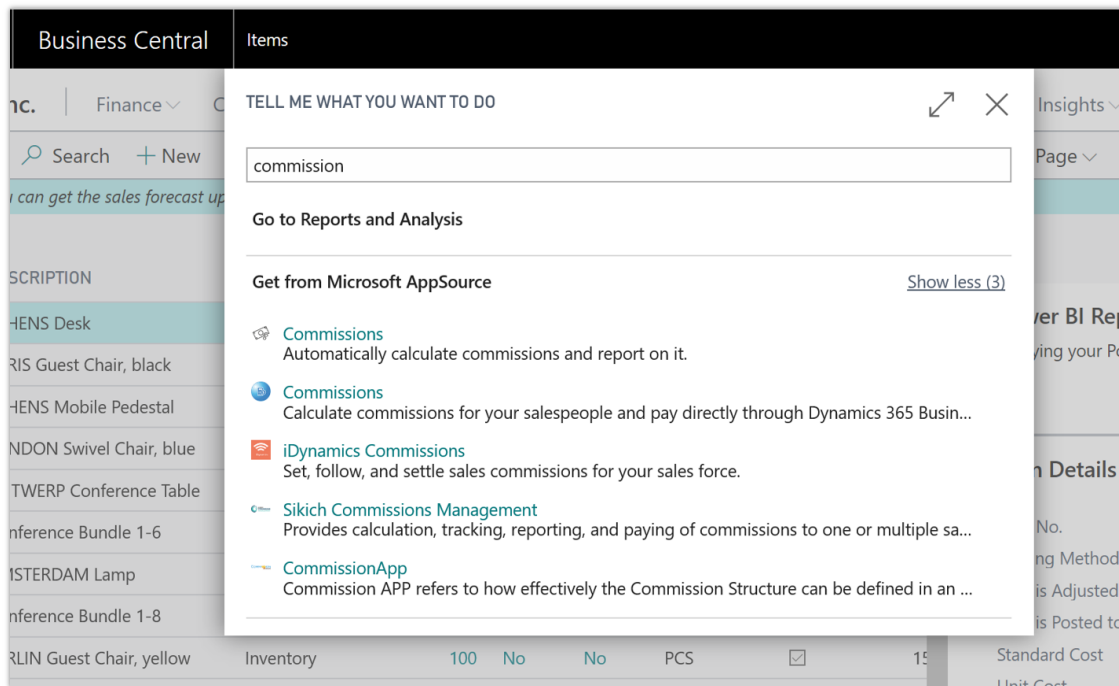 Business Central Items
nc. Finance C Insights
Search New Page
can get the sales forecast up
TELL ME WHAT YOU WANT TO DO
commission
Go to Reports and Analysis
Get from Microsoft AppSource Show less (3)
Commissions
Automatically calculate commissions and report on it.
Commissions
Calculate commissions for your salespeople and pay directly through Dynamics 365 Busin...
iDynamics Commissions
Set, follow, and settle sales commissions for your sales force.
Sikich Commissions Management
Provides calculation, tracking, reporting, and paying of commissions to one or multiple sa...
CommissionApp
Commission APP refers to how effectively the Commission Structure can be defined in an ...
SCRIPTION
HENS Desk
RIS Guest Chair, black
HENS Mobile Pedestal
NDON Swivel Chair, blue
TWERP Conference Table
nference Bundle 1-6
MSTERDAM Lamp
nference Bundle 1-8
RLIN Guest Chair, yellow Inventory 100 No No PCS 15
er BI Rep
ying your Po
n Details
No.
ng Method
is Adjusted
is Posted to
Standard Cost
Unit Cost